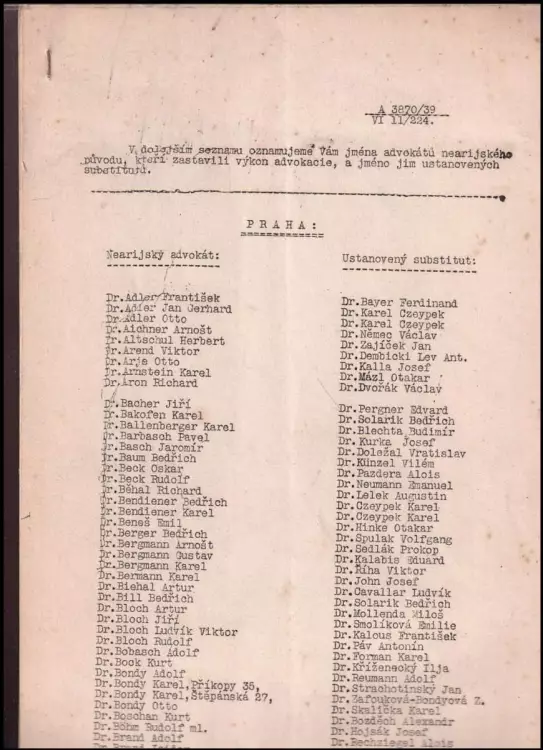 A 3870/39
VI 11/224.
V dolejším seznamu oznamujeme Vám jména advokátů nearijského
původu, kteří zastavili výkon advokacie, a jméno jim ustanovených
substitutů.
PRAHA:
Nearijský advokát: Ustanovený substitut:
Dr.Adler František Dr.Bayer Ferdinand
Dr.Adler Jan Gerhard Dr.Karel Czeypek
Dr.Adler Otto Dr.Karel Czeypek
Dr.Aichner Arnošt Dr.Němec Václav
Dr.Altschul Herbert Dr.Zajíček Jan
Dr.Arend Viktor Dr.Dembicki Lev Ant.
Dr.Arje Otto Dr.Kalla Josef
Dr.Arnstein Karel Dr.Mázl Otakar
Dr.Aron Richard Dr.Dvořák Václav
Dr.Bacher Jiří Dr.Pergner Edvard
Dr.Bakofen Karel Dr.Solarik Bedřich
Dr.Ballenberger Karel Dr.Blechta Budimír
Dr.Barbasch Pavel Dr.Kurka Josef
Dr.Basch Jaromír Dr.Doležal Vratislav
Dr.Baum Bedřich Dr.Künzel Vilém
Dr.Beck Oskar Dr.Pazdera Alois
Dr.Beck Rudolf Dr.Neumann Emanuel
Dr.Běhal Richard Dr.Lelek Augustin
Dr.Bendiener Bedřich Dr.Czeypek Karel
Dr.Bendiener Karel Dr.Czeypek Karel
Dr.Beneš Emil Dr.Hinke Otakar
Dr.Berger Bedřich Dr.Spulak Volfgang
Dr.Bergmann Arnošt Dr.Sedlák Prokop
Dr.Bergmann Gustav Dr.Kalabis Eduard
Dr.Bergmann Karel Dr.Říha Viktor
Dr.Bermann Karel Dr.John Josef
Dr.Biehal Artur Dr.Cavallar Ludvík
Dr.Bill Bedřich Dr.Solarik Bedřich
Dr.Bloch Artur Dr.Mollenda Miloš
Dr.Bloch Jiří Dr.Smolíková Emilie
Dr.Bloch Ludvík Viktor Dr.Kalous František
Dr.Bloch Rudolf Dr.Páv Antonín
Dr.Bobasch Adolf Dr.Forman Karel
Dr.Bock Kurt Dr.Kříženecký Ilja
Dr.Bondy Adolf Dr.Reumann Adolf
Dr.Bondy Karel,Příkopy 35, Dr.Strachotinský Jan
Dr.Bondy Karel,Štěpánská 27, Dr.Zafouková-Bondyová Z.
Dr.Bondy Otto Dr.Skalička Karel
Dr.Boschan Kurt Dr.Bozděch Alexandr
Dr.Böhm Rudolf ml. Dr.Hojsák Josef
Dr.Brand Adolf Dr.Bechziegel Alois
Dr.Brand